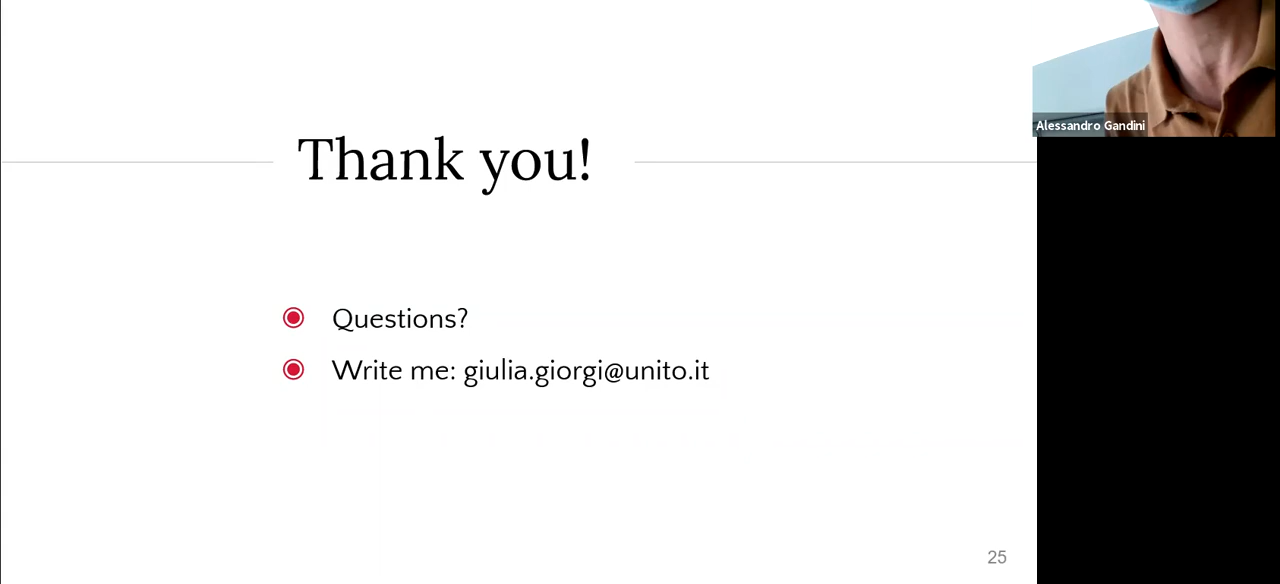 Alessandro Gandini
Thank you!
Questions?
Write me: giulia.giorgi@unito.it
25